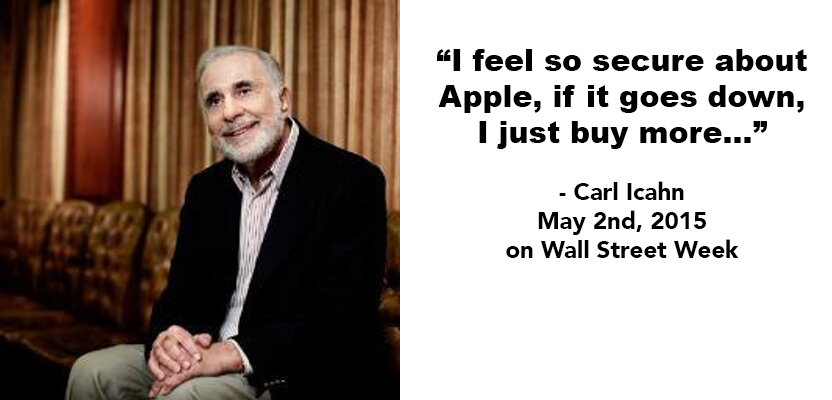 “I feel so secure about
Apple, if it goes down,
I just buy more...”
- Carl Icahn
May 2nd, 2015
on Wall Street Week